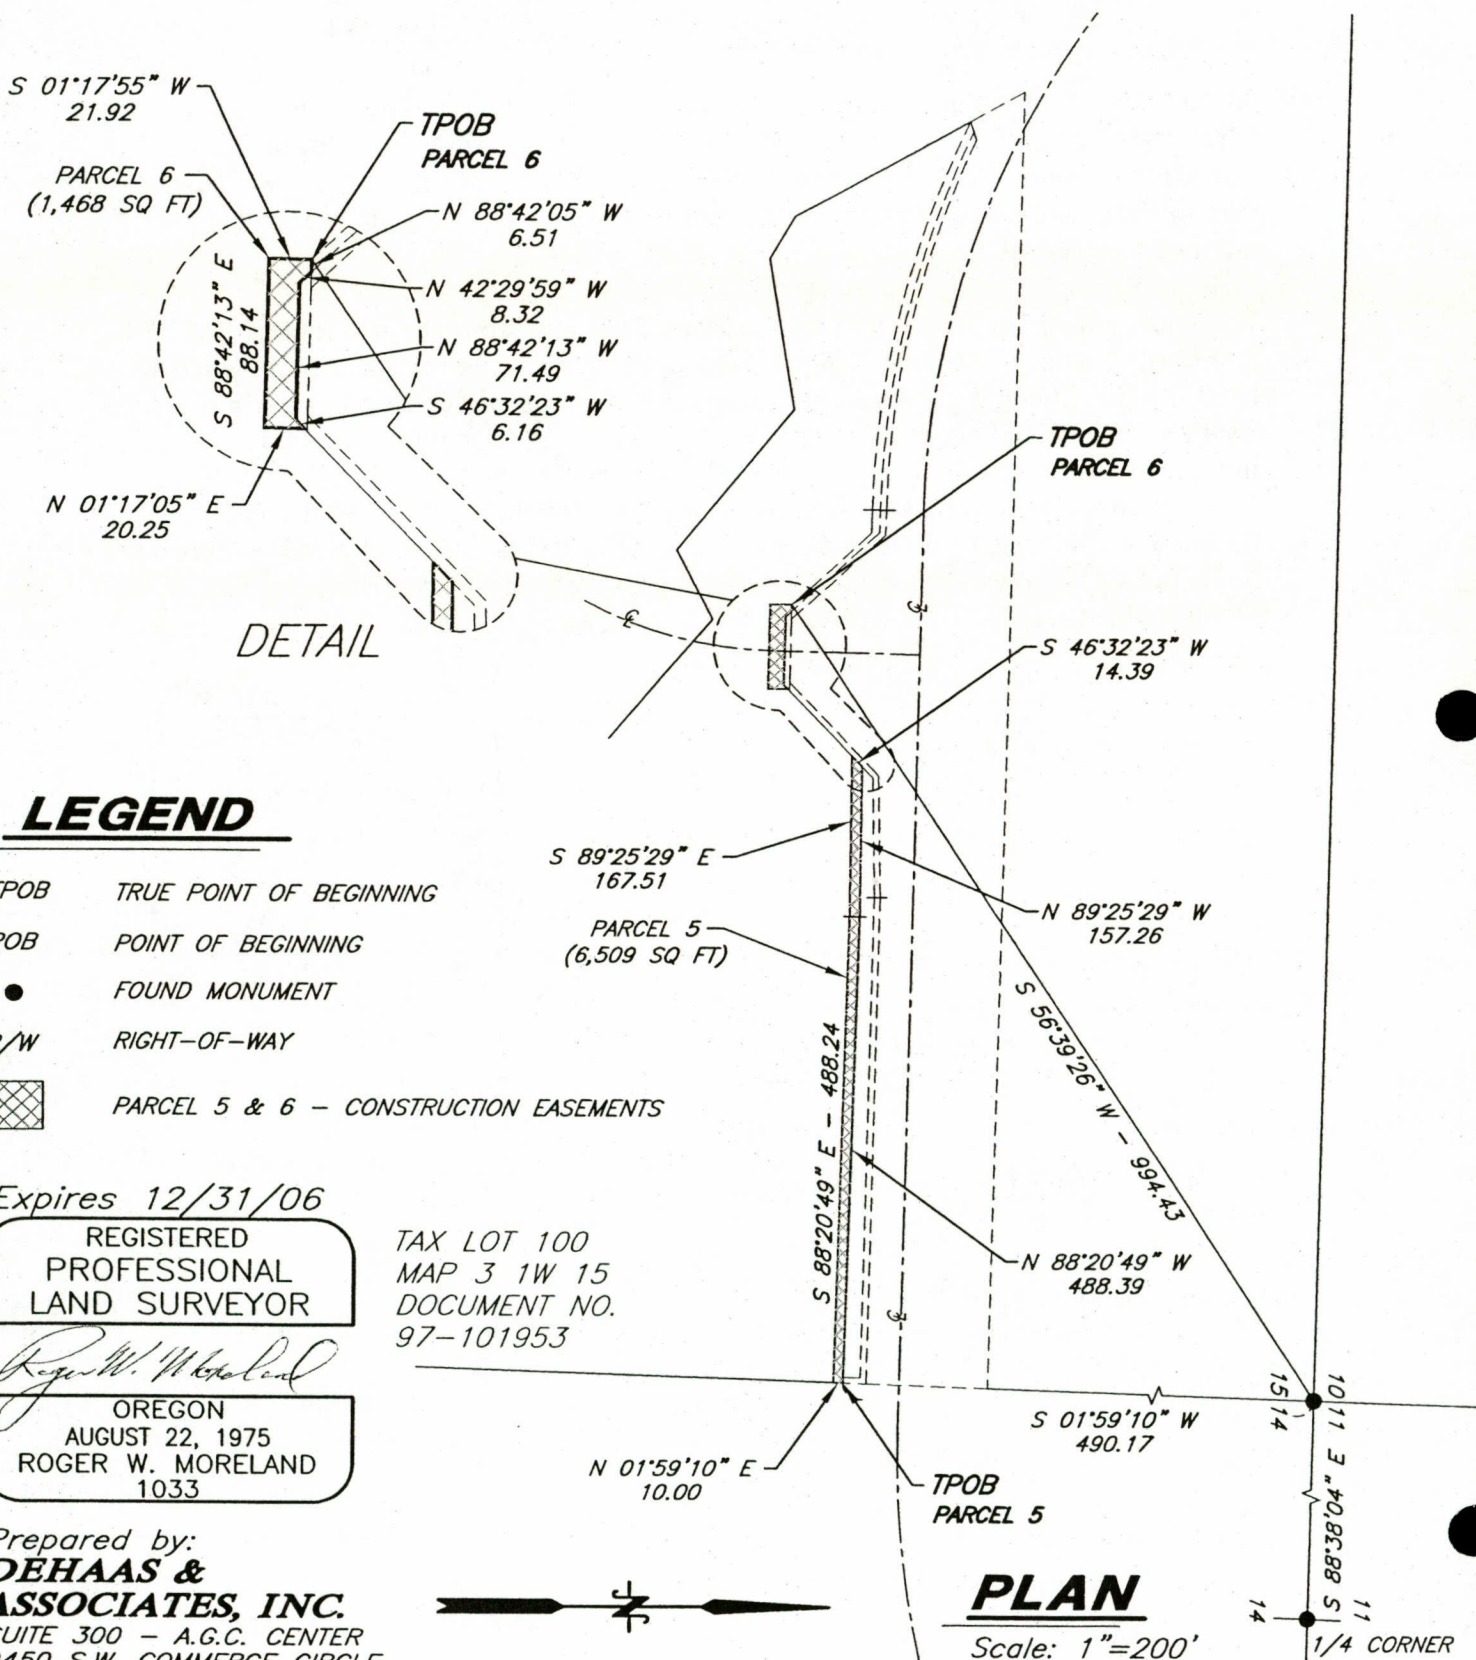 S 01°17'55" W
21.92
TPOB
PARCEL 6
PARCEL 6
(1,468 SQ FT)
N 88°42'05" W
6.51
N 42°29'59" W
8.32
S 88°42'13" E
88.14
N 88°42'13" W
71.49
S 46°32'23" W
6.16
N 01°17'05" E
20.25
DETAIL
TPOB
PARCEL 6
S 46°32'23" W
14.39
LEGEND
TPOB TRUE POINT OF BEGINNING
POB POINT OF BEGINNING
FOUND MONUMENT
R/W RIGHT-OF-WAY
PARCEL 5 & 6 - CONSTRUCTION EASEMENTS
S 89°25'29" E
167.51
N 89°25'29" W
157.26
PARCEL 5
(6,509 SQ FT)
S 56°39'26" W - 994.43
S 88°20'49" E - 488.24
N 88°20'49" W
488.39
Expires 12/31/06
REGISTERED
PROFESSIONAL
LAND SURVEYOR
Roger W. Moreland
OREGON
AUGUST 22, 1975
ROGER W. MORELAND
1033
TAX LOT 100
MAP 3 1W 15
DOCUMENT NO.
97-101953
10 11
15 14
S 01°59'10" W
490.17
N 01°59'10" E
10.00
TPOB
PARCEL 5
S 88°38'04" E
11
14
1/4 CORNER
Prepared by:
DEHAAS &
ASSOCIATES, INC.
SUITE 300 - A.G.C. CENTER
9450 S.W. COMMERCE CIRCLE
N
PLAN
Scale: 1"=200'